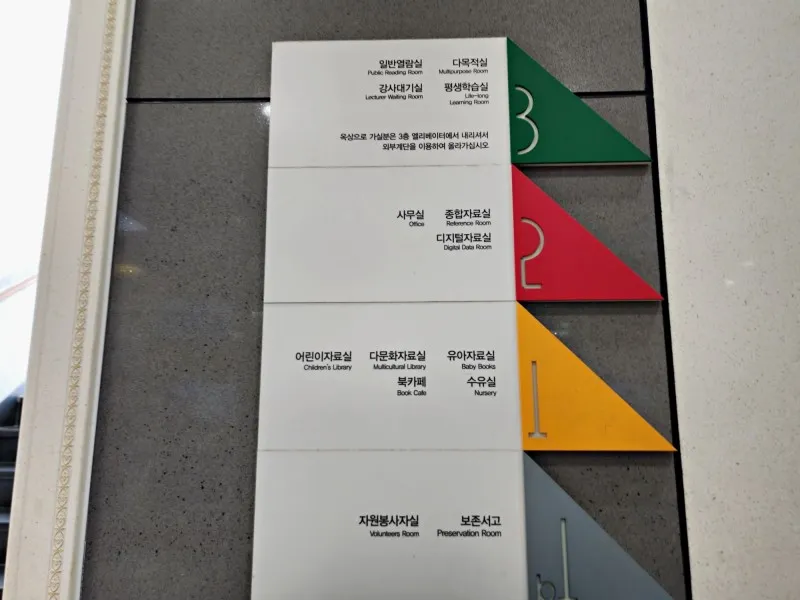 일반열람실 다목적실
Public Reading Room Multipurpose Room
강사대기실 평생학습실
Lecturer Waiting Room Life-long
Learning Room
옥상으로 가실분은 3층 엘리베이터에서 내리셔서
외부계단을 이용하여 올라가십시오
3
사무실 종합자료실
Office Reference Room
디지털자료실
Digital Data Room
2
어린이자료실 다문화자료실 유아자료실
Children's Library Multicultural Library Baby Books
북카페 수유실
Book Cafe Nursery
1
자원봉사자실 보존서고
Volunteers Room Preservation Room